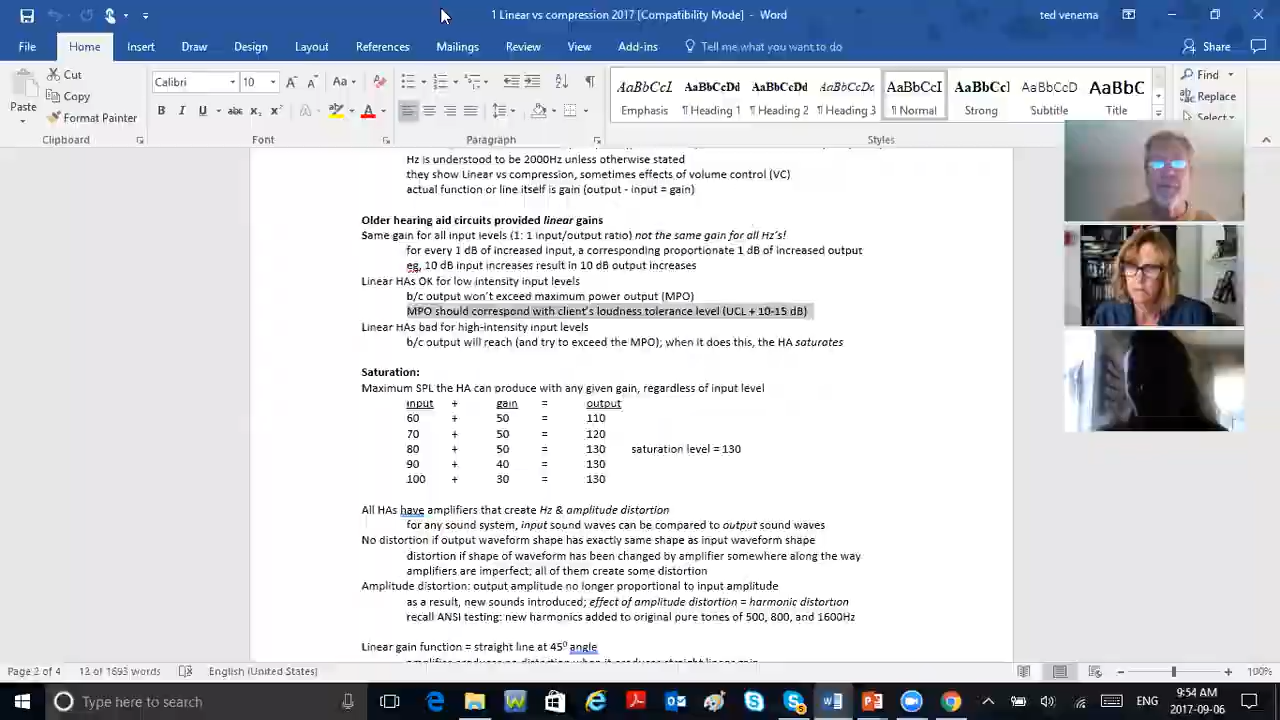 1 Linear vs compression 2017 [Compatibility Mode] - Word
ted venema
File Home Insert Draw Design Layout References Mailings Review View Add-ins Tell me what you want to do Share
Paste
Cut
Copy
Format Painter
Clipboard
Calibri 10
Font
Paragraph
AaBbCcL AaBbCcDd AaBbCcDd AaBbCcDd AaBbCcI AaBbCcl AaBbCcD AaBbCc
Emphasis ¶ Heading 1 ¶ Heading 2 ¶ Heading 3 ¶ Normal Strong Subtitle Title
Styles
Find
Replace
Select
Hz is understood to be 2000Hz unless otherwise stated
they show Linear vs compression, sometimes effects of volume control (VC)
actual function or line itself is gain (output - input = gain)
Older hearing aid circuits provided linear gains
Same gain for all input levels (1: 1 input/output ratio) not the same gain for all Hz's!
for every 1 dB of increased input, a corresponding proportionate 1 dB of increased output
eg, 10 dB input increases result in 10 dB output increases
Linear HAs OK for low intensity input levels
b/c output won't exceed maximum power output (MPO)
MPO should correspond with client's loudness tolerance level (UCL + 10-15 dB)
Linear HAs bad for high-intensity input levels
b/c output will reach (and try to exceed the MPO); when it does this, the HA saturates
Saturation:
Maximum SPL the HA can produce with any given gain, regardless of input level
input + gain = output
60 + 50 = 110
70 + 50 = 120
80 + 50 = 130 saturation level = 130
90 + 40 = 130
100 + 30 = 130
All HAs have amplifiers that create Hz & amplitude distortion
for any sound system, input sound waves can be compared to output sound waves
No distortion if output waveform shape has exactly same shape as input waveform shape
distortion if shape of waveform has been changed by amplifier somewhere along the way
amplifiers are imperfect; all of them create some distortion
Amplitude distortion: output amplitude no longer proportional to input amplitude
as a result, new sounds introduced; effect of amplitude distortion = harmonic distortion
recall ANSI testing: new harmonics added to original pure tones of 500, 800, and 1600Hz
Linear gain function = straight line at 45⁰ angle
Page 2 of 4 13 of 1693 words English (United States) 100%
Type here to search
ENG
9:54 AM
2017-09-06